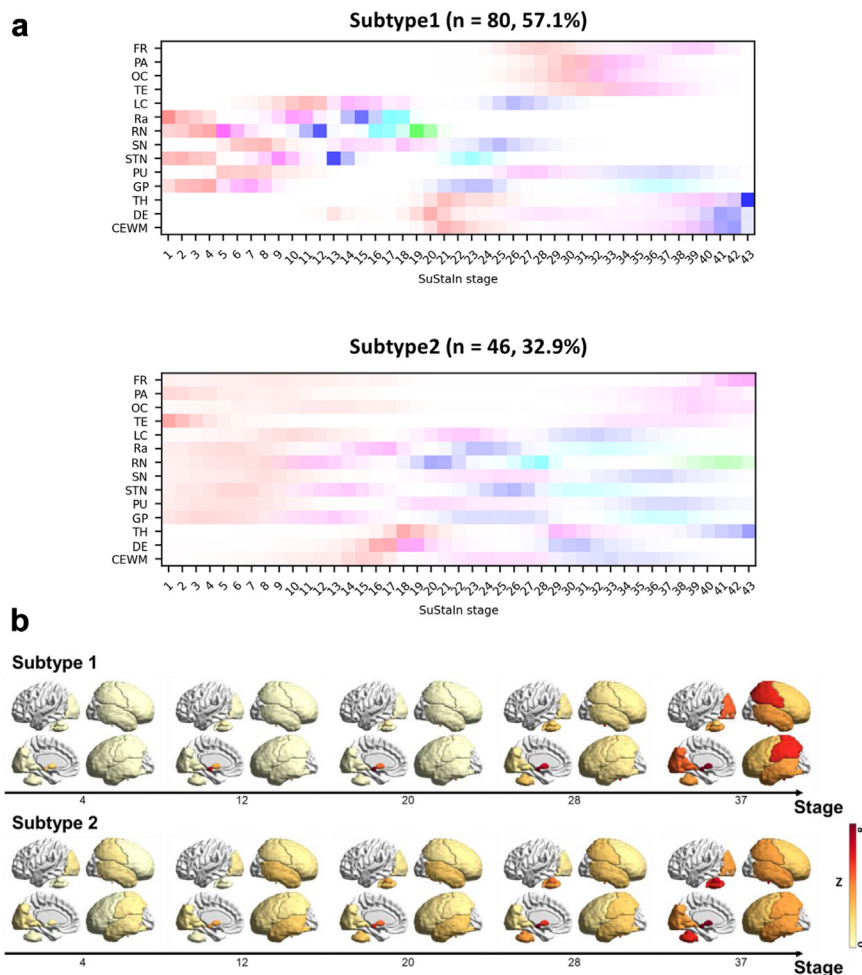 a
Subtype1 (n = 80, 57.1%)
FR
PA
OC
TE
LC
Ra
RN
SN
STN
PU
GP
TH
DE
CEWM
1 2 3 4 5 6 7 8 9 10 11 12 13 14 15 16 17 18 19 20 21 22 23 24 25 26 27 28 29 30 31 32 33 34 35 36 37 38 39 40 41 42 43
SuStaIn stage
Subtype2 (n = 46, 32.9%)
FR
PA
OC
TE
LC
Ra
RN
SN
STN
PU
GP
TH
DE
CEWM
1 2 3 4 5 6 7 8 9 10 11 12 13 14 15 16 17 18 19 20 21 22 23 24 25 26 27 28 29 30 31 32 33 34 35 36 37 38 39 40 41 42 43
SuStaIn stage
b
Subtype 1
4 12 20 28 37 Stage
Subtype 2
Z
4 12 20 28 37 Stage